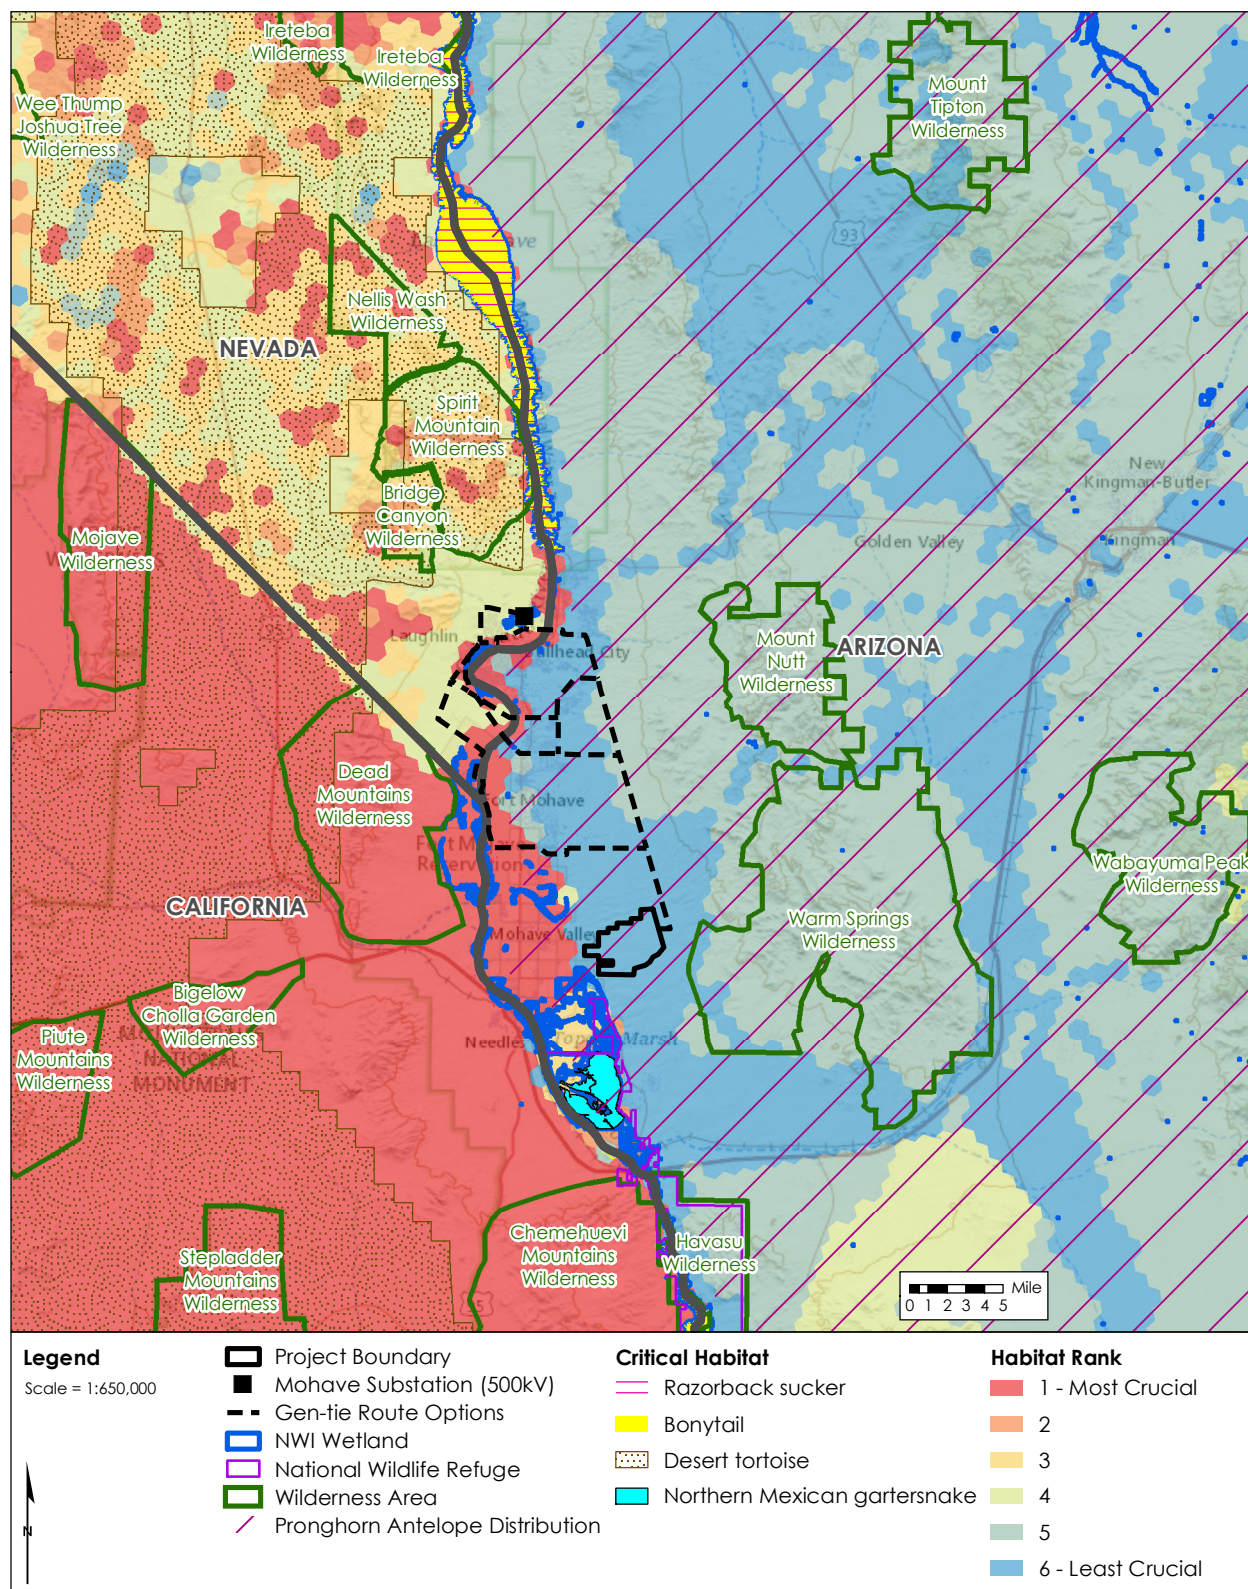 Ireteba
Wilderness
Ireteba
Wilderness
Wee Thump
Joshua Tree
Wilderness
Mount
Tipton
Wilderness
93
Nellis Wash
Wilderness
NEVADA
Spirit
Mountain
Wilderness
Bridge
Canyon
Wilderness
New
Kingman-Butler
Golden Valley
Kingman
Mojave
Wilderness
Laughlin
Bullhead City
Mount
Nutt
Wilderness
ARIZONA
Dead
Mountains
Wilderness
Fort Mohave
Fort Mojave
Reservation
Wabayuma Peak
Wilderness
CALIFORNIA
Mohave Valley
Warm Springs
Wilderness
Bigelow
Cholla Garden
Wilderness
Piute
Mountains
Wilderness
NATIONAL
MONUMENT
Needles
Marsh
Chemehuevi
Mountains
Wilderness
Havasu
Wilderness
Stepladder
Mountains
Wilderness
Mile
0 1 2 3 4 5
Legend
Scale = 1:650,000
N
Project Boundary
Mohave Substation (500kV)
Gen-tie Route Options
NWI Wetland
National Wildlife Refuge
Wilderness Area
Pronghorn Antelope Distribution
Critical Habitat
Razorback sucker
Bonytail
Desert tortoise
Northern Mexican gartersnake
Habitat Rank
1 - Most Crucial
2
3
4
5
6 - Least Crucial